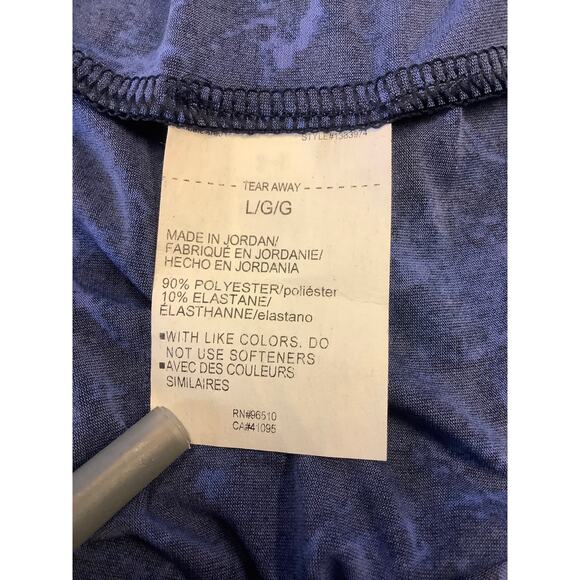 TEAR AWAY
L/G/G
MADE IN JORDAN/
FABRIQUÉ EN JORDANIE/
HECHO EN JORDANIA
90% POLYESTER/poliéster
10% ELASTANE/
ÉLASTHANNE/elastano
▪WITH LIKE COLORS. DO
NOT USE SOFTENERS
▪AVEC DES COULEURS
SIMILAIRES
RN#96510
CA#41095